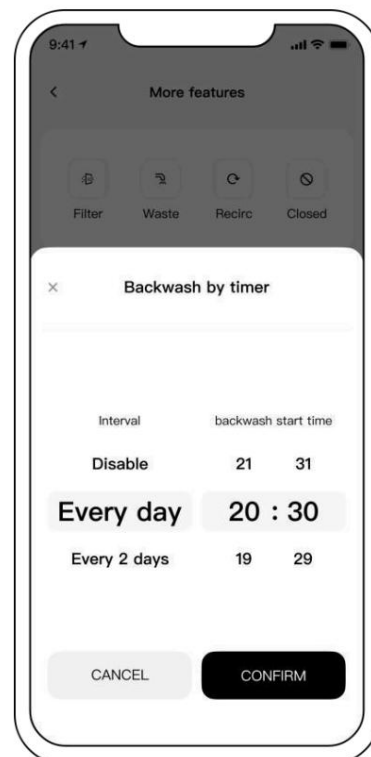 9:41
More features
Filter Waste Recirc Closed
Backwash by timer
Interval backwash start time
Disable 21 31
Every day 20 : 30
Every 2 days 19 29
CANCEL CONFIRM